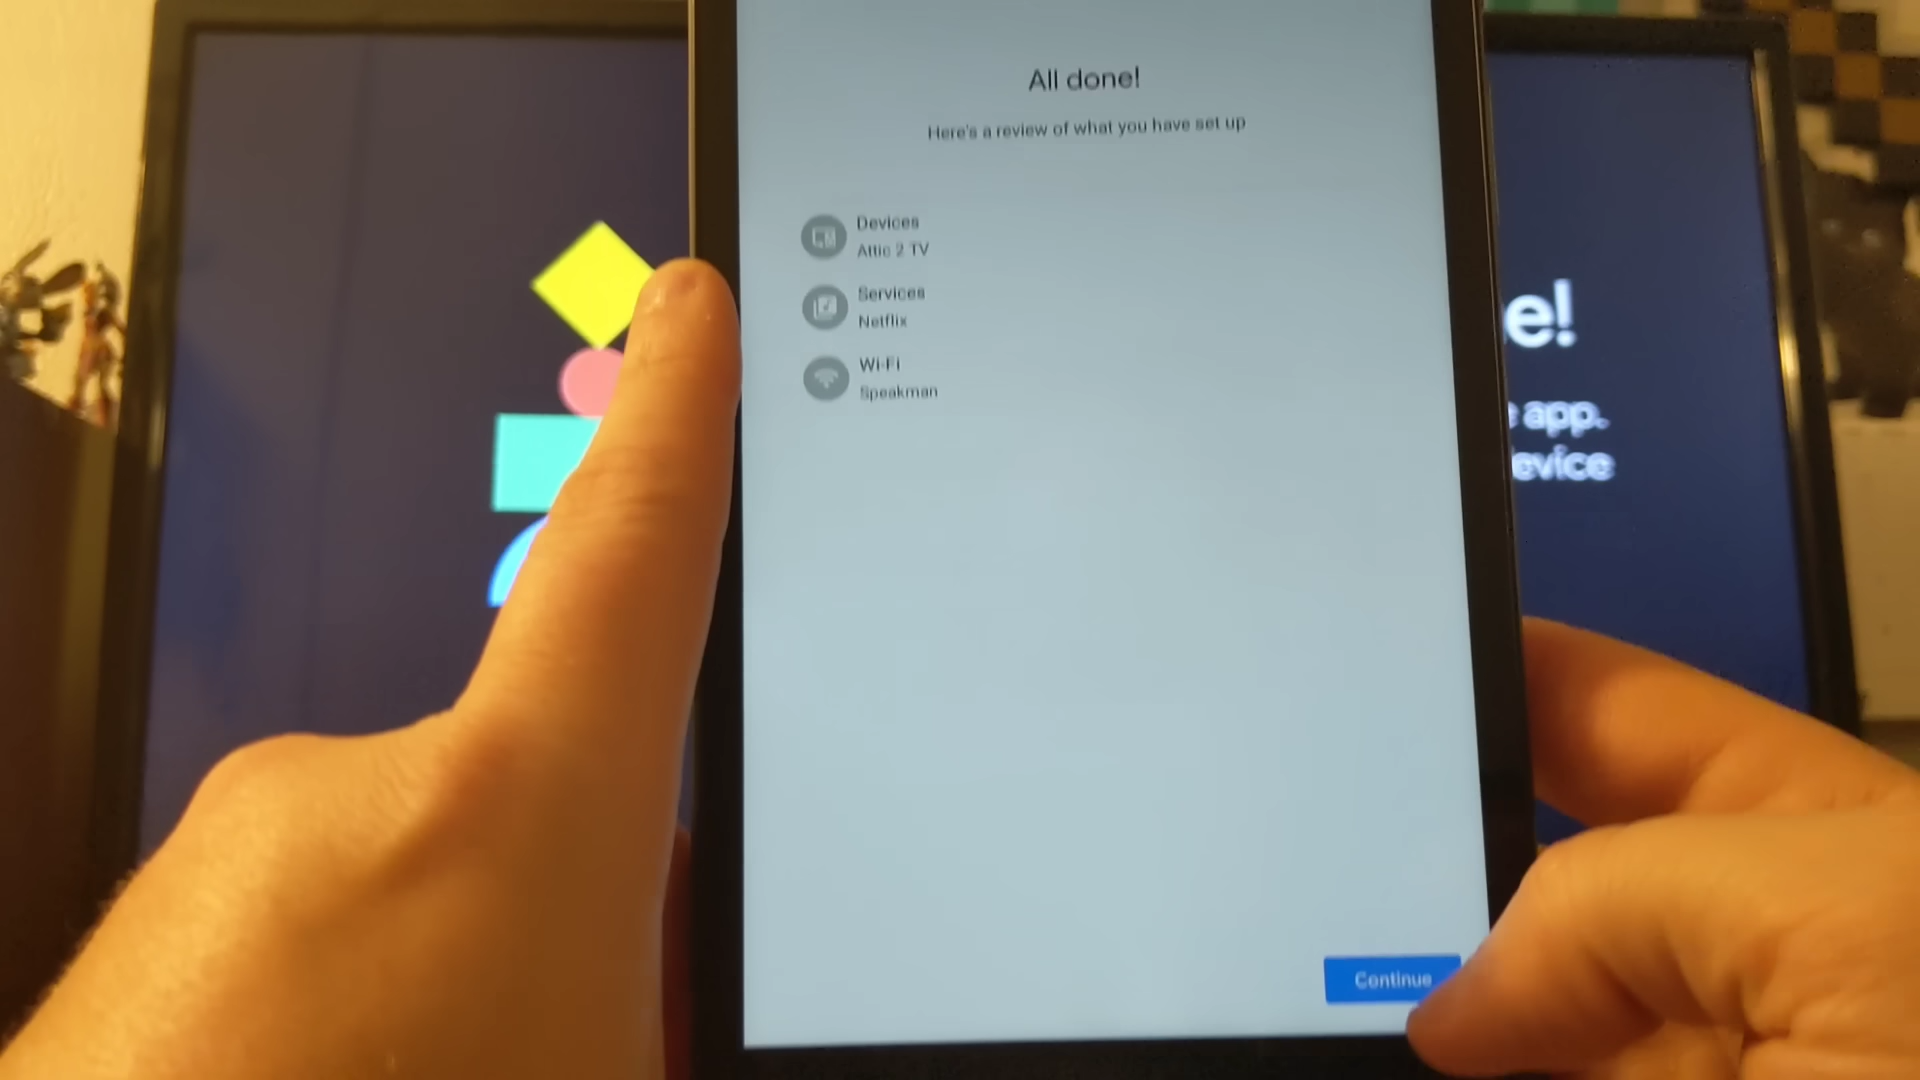 All done!
Here's a review of what you have set up
Devices
Attic 2 TV
Services
Netflix
Wi-Fi
Speakman
Continue
e!
app.
evice